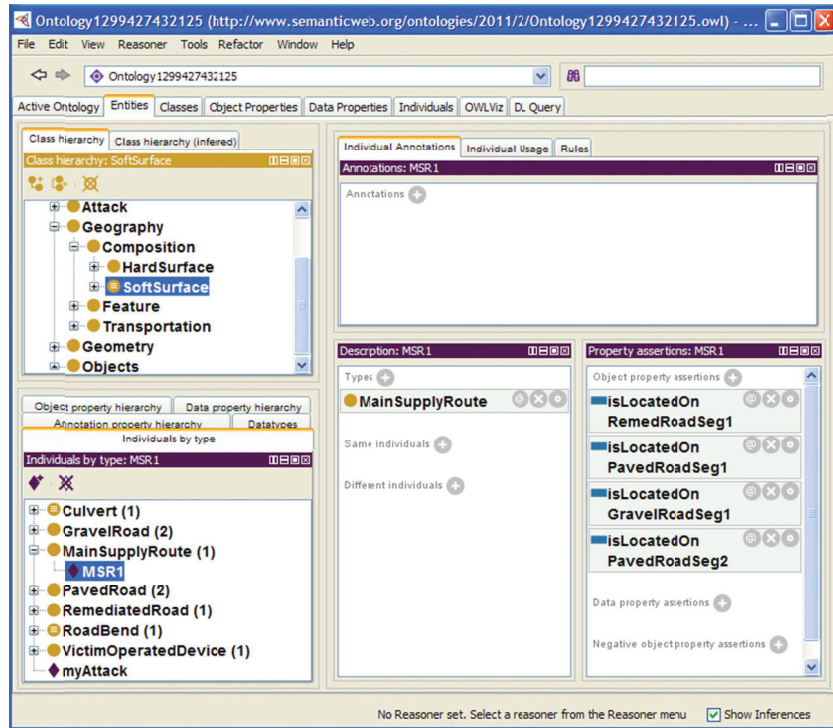 Ontology1299427432125 (http://www.semanticweb.org/ontologies/2011/2/Ontology1299427432125.owl) - ...
File Edit View Reasoner Tools Refactor Window Help
Ontology1299427432125
Active Ontology Entities Classes Object Properties Data Properties Individuals OWLViz DL Query
Class hierarchy Class hierarchy (infered)
Class hierarchy: SoftSurface
Attack
Geography
Composition
HardSurface
SoftSurface
Feature
Transportation
Geometry
Objects
Object property hierarchy Data property hierarchy
Annotation property hierarchy Datatypes
Individuals by type
Individuals by type: MSR1
Culvert (1)
GravelRoad (2)
MainSupplyRoute (1)
MSR1
PavedRoad (2)
RemediatedRoad (1)
RoadBend (1)
VictimOperatedDevice (1)
myAttack
Individual Annotations Individual Usage Rules
Annotations: MSR1
Annotations
Description: MSR1
Types
MainSupplyRoute
Same individuals
Different individuals
Property assertions: MSR1
Object property assertions
isLocatedOn
RemedRoadSeg1
isLocatedOn
PavedRoadSeg1
isLocatedOn
GravelRoadSeg1
isLocatedOn
PavedRoadSeg2
Data property assertions
Negative object property assertions
No Reasoner set. Select a reasoner from the Reasoner menu Show Inferences